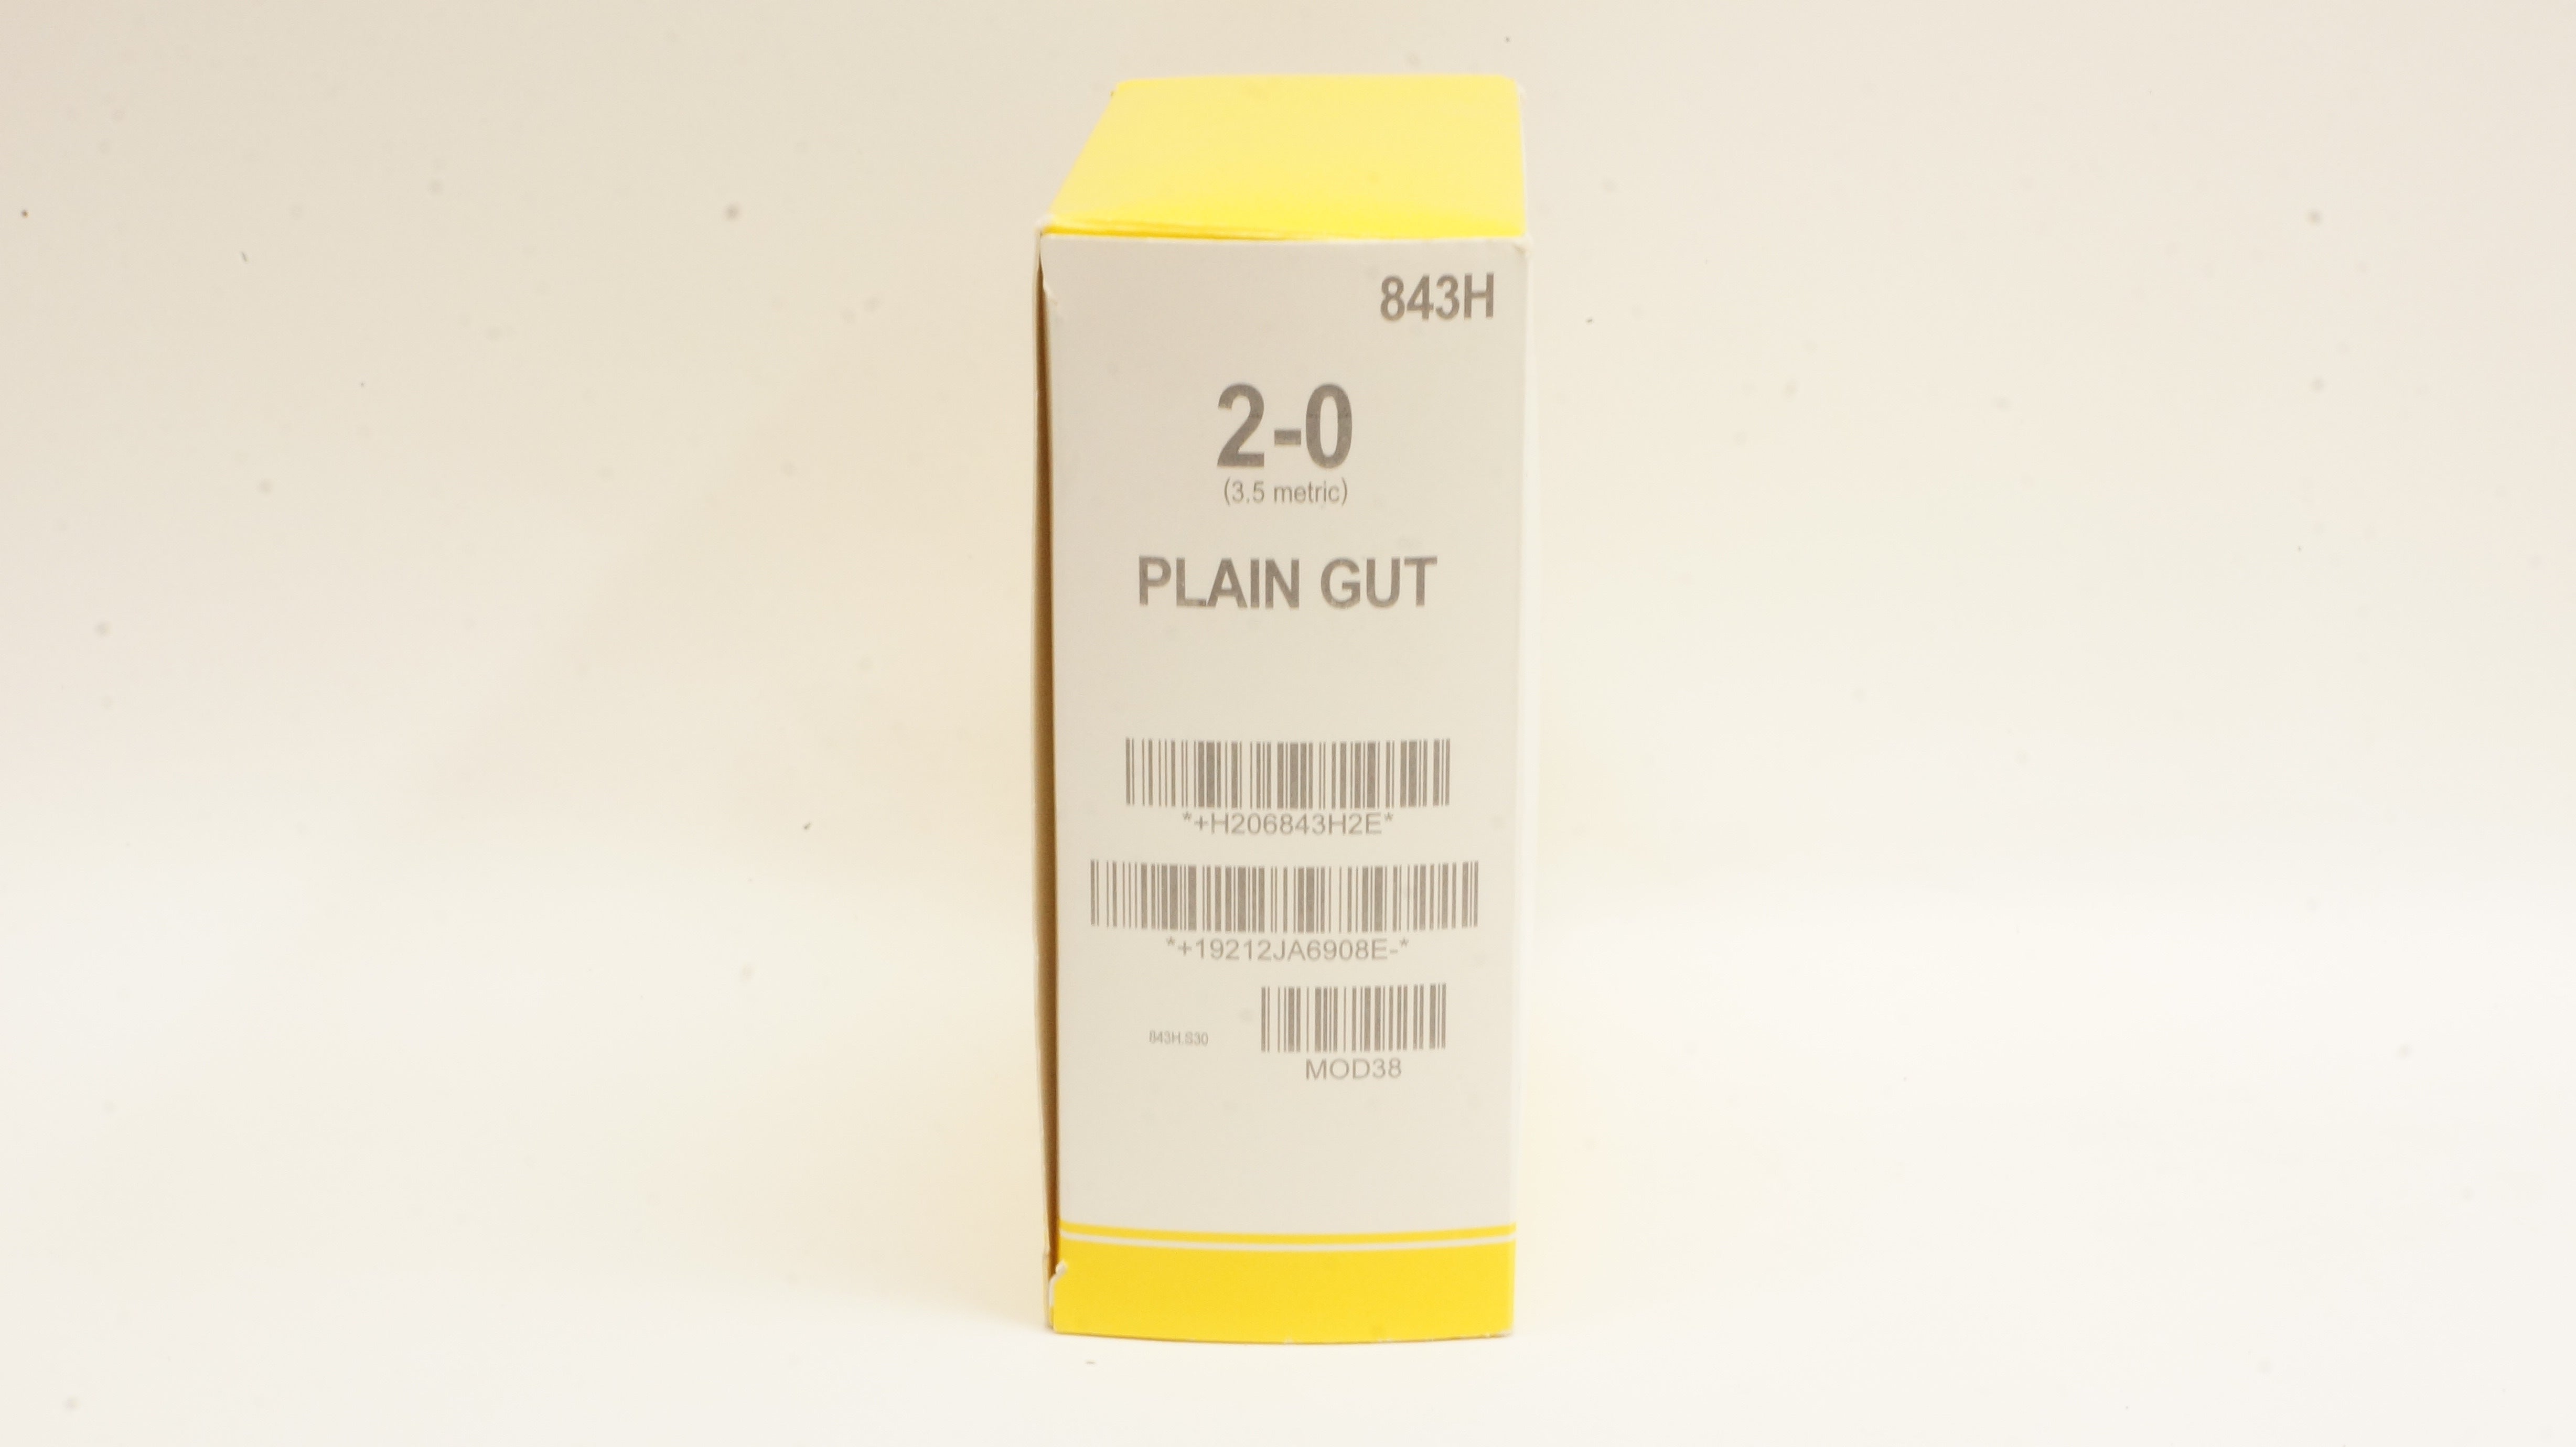 843H
2-0
(3.5 metric)
PLAIN GUT
*+H206843H2E*
*+19212JA6908E-*
843H.S30
MOD38